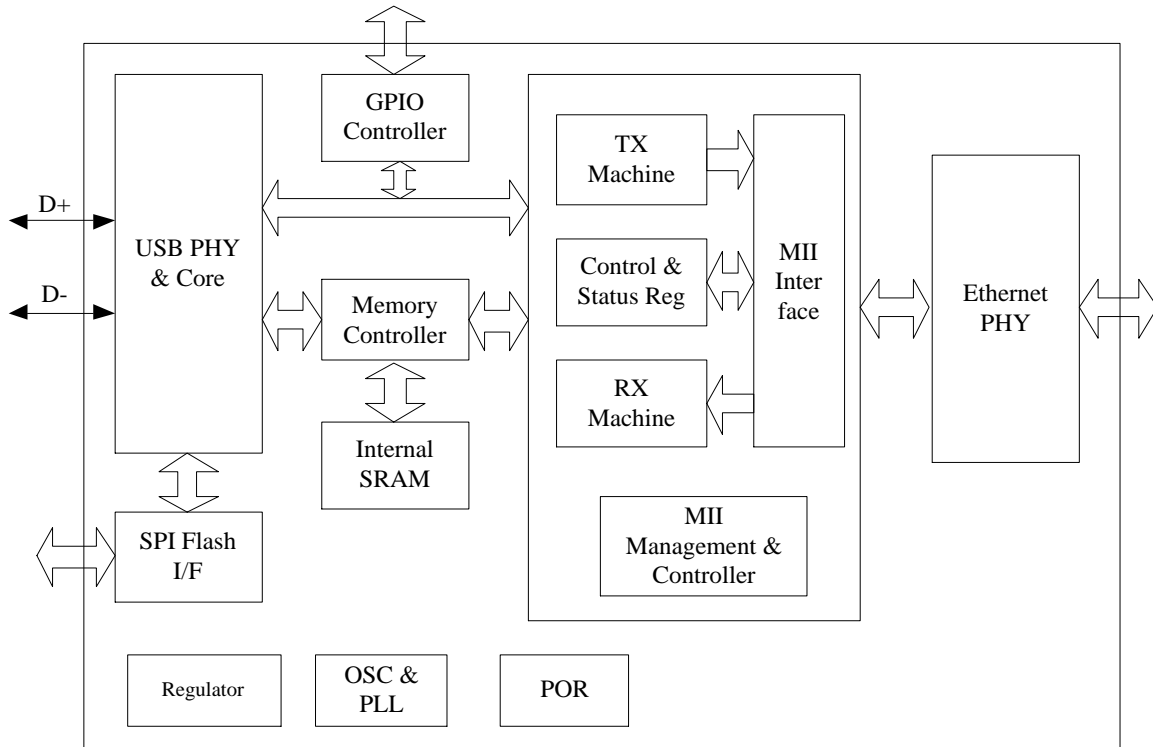 GPIO
Controller
D+
D-
USB PHY
& Core
Memory
Controller
Internal
SRAM
SPI Flash
I/F
TX
Machine
Control &
Status Reg
RX
Machine
MII
Inter
face
MII
Management &
Controller
Ethernet
PHY
Regulator
OSC &
PLL
POR